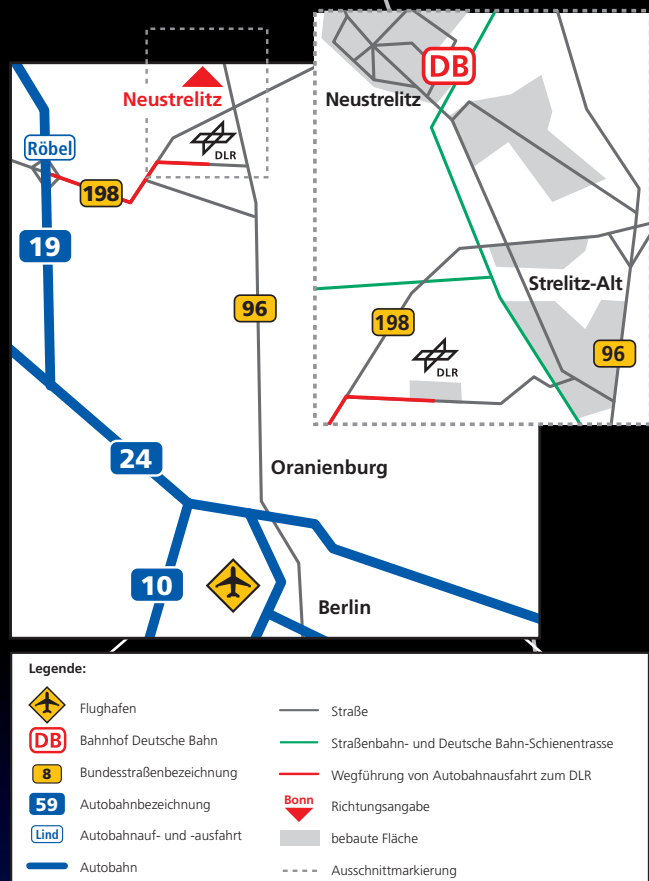 DB
Neustrelitz
Neustrelitz
DLR
Röbel
198
19
96
Strelitz-Alt
198
96
DLR
24
Oranienburg
10
Berlin
Legende:
Flughafen
DB Bahnhof Deutsche Bahn
8 Bundesstraßenbezeichnung
59 Autobahnbezeichnung
Lind Autobahnauf- und -ausfahrt
Autobahn
Straße
Straßenbahn- und Deutsche Bahn-Schienentrasse
Wegführung von Autobahnausfahrt zum DLR
Bonn Richtungsangabe
bebaute Fläche
Ausschnittmarkierung